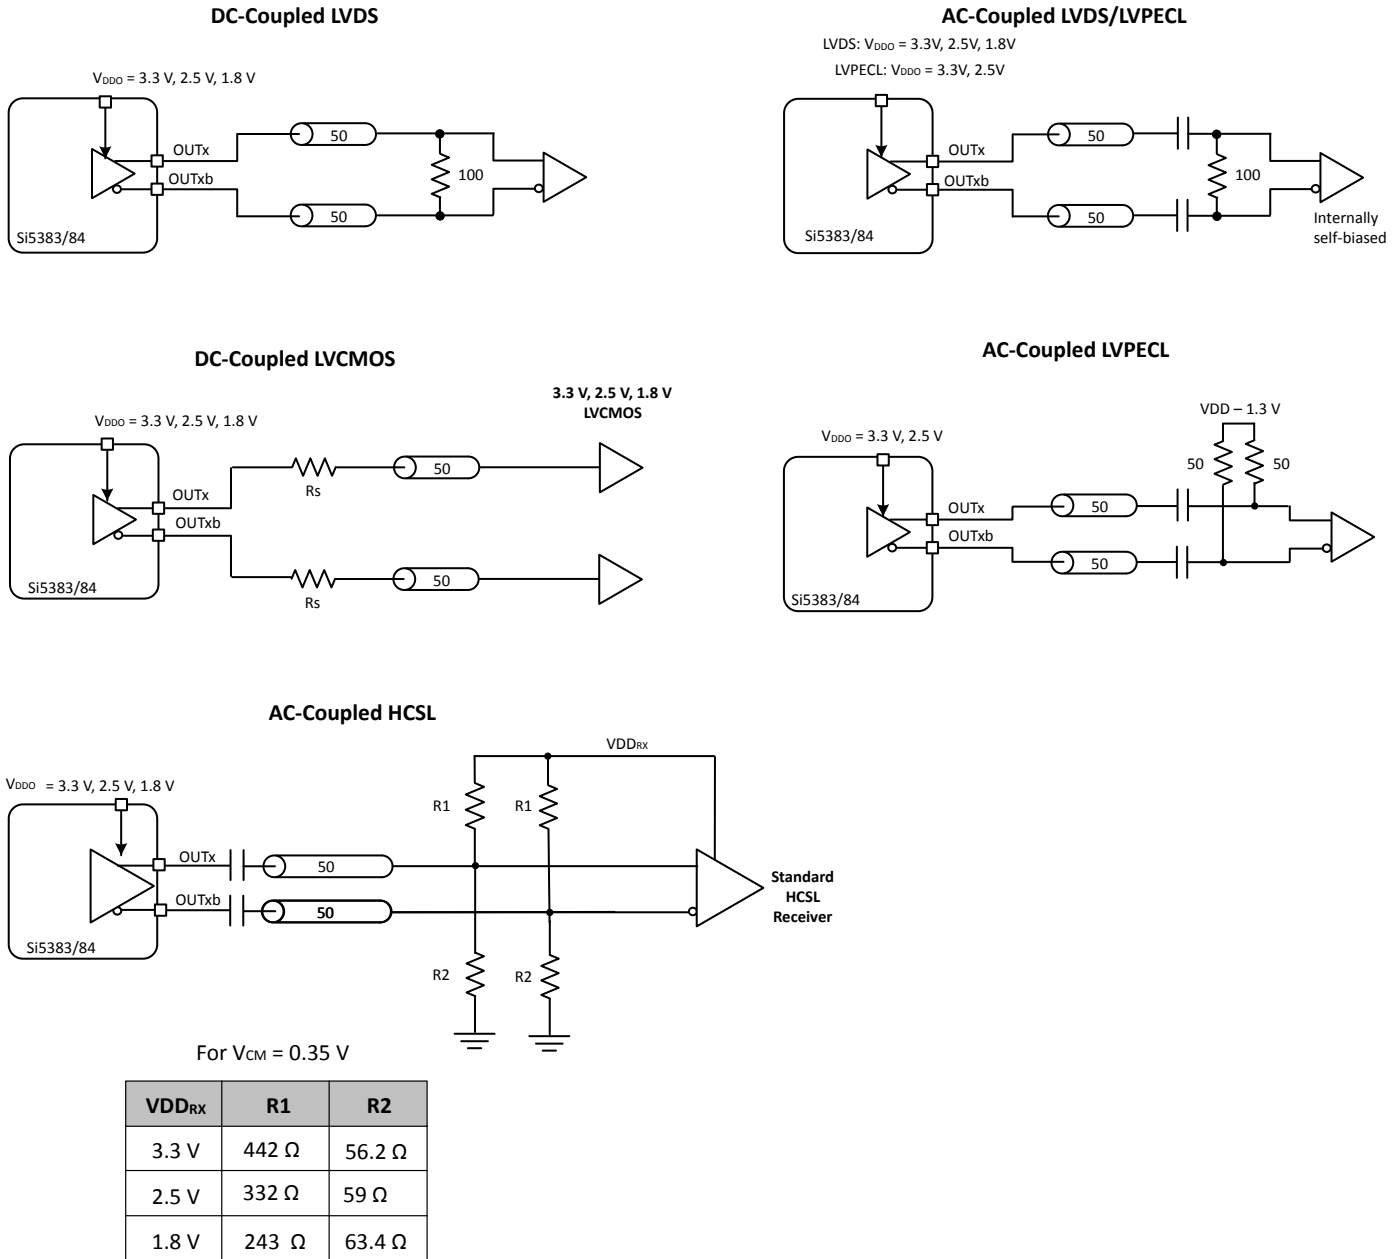 DC-Coupled LVDS
VDDO = 3.3 V, 2.5 V, 1.8 V
OUTx
OUTxb
50
50
100
Si5383/84
AC-Coupled LVDS/LVPECL
LVDS: VDDO = 3.3V, 2.5V, 1.8V
LVPECL: VDDO = 3.3V, 2.5V
OUTx
OUTxb
50
50
100
Si5383/84
Internally
self-biased
DC-Coupled LVCMOS
VDDO = 3.3 V, 2.5 V, 1.8 V
3.3 V, 2.5 V, 1.8 V
LVCMOS
OUTx
OUTxb
Rs
50
Rs
50
Si5383/84
AC-Coupled LVPECL
VDDO = 3.3 V, 2.5 V
VDD – 1.3 V
50
50
OUTx
OUTxb
50
50
Si5383/84
AC-Coupled HCSL
VDDO = 3.3 V, 2.5 V, 1.8 V
VDDRX
R1
R1
OUTx
50
OUTxb
50
R2
R2
Si5383/84
Standard
HCSL
Receiver
For VCM = 0.35 V
VDDRX R1 R2
3.3 V 442 Ω 56.2 Ω
2.5 V 332 Ω 59 Ω
1.8 V 243 Ω 63.4 Ω